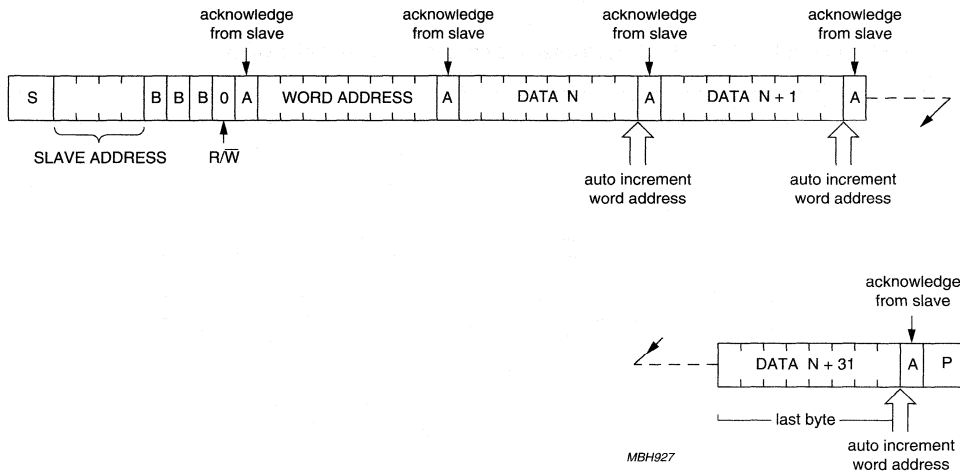 acknowledge
from slave
acknowledge
from slave
acknowledge
from slave
acknowledge
from slave
S B B B 0 A WORD ADDRESS A DATA N A DATA N + 1 A
SLAVE ADDRESS
R/W̅
auto increment
word address
auto increment
word address
acknowledge
from slave
DATA N + 31 A P
last byte
auto increment
word address
MBH927